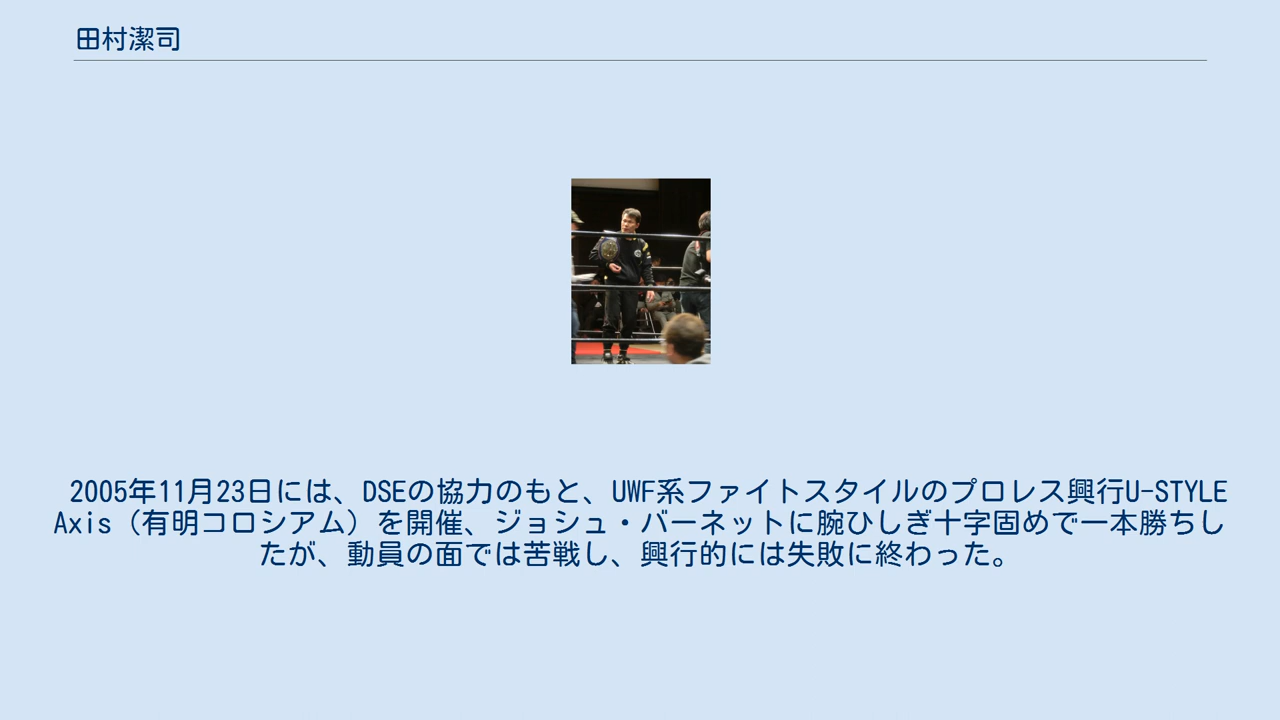 田村潔司
2005年11月23日には、DSEの協力のもと、UWF系ファイトスタイルのプロレス興行U-STYLE
Axis（有明コロシアム）を開催、ジョシュ・バーネットに腕ひしぎ十字固めで一本勝ちし
たが、動員の面では苦戦し、興行的には失敗に終わった。